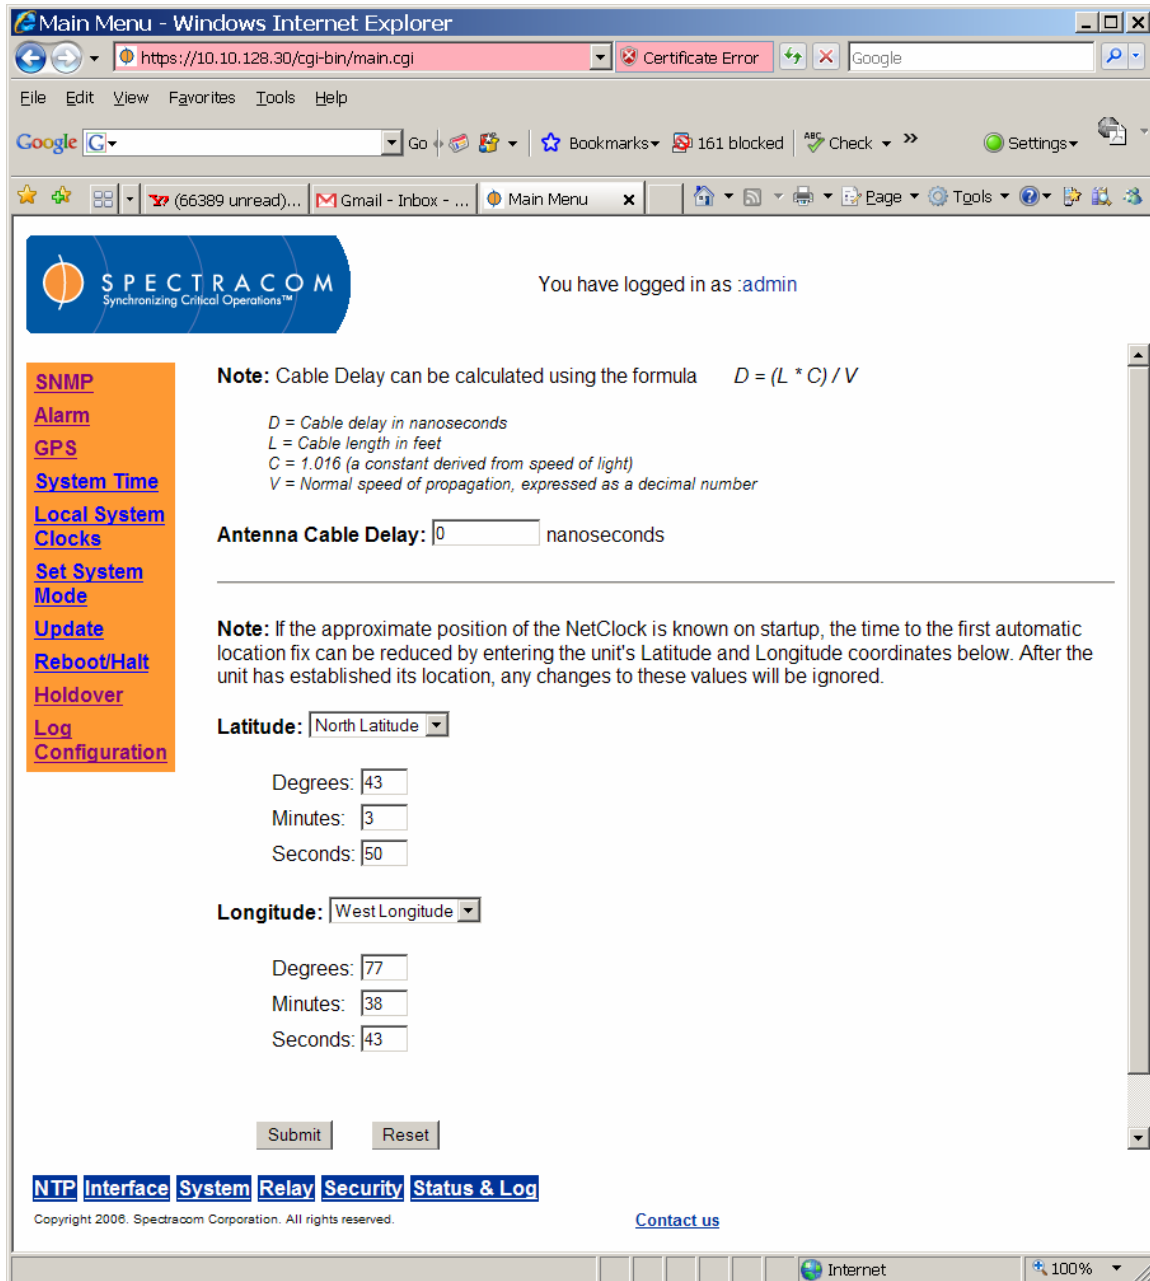 Main Menu - Windows Internet Explorer
https://10.10.128.30/cgi-bin/main.cgi Certificate Error Google
File Edit View Favorites Tools Help
Google G Go Bookmarks 161 blocked ABC Check >> Settings
(66389 unread)... Gmail - Inbox - ... Main Menu x Page Tools
SPECTRACOM
Synchronizing Critical Operations™
You have logged in as :admin
SNMP
Alarm
GPS
System Time
Local System
Clocks
Set System
Mode
Update
Reboot/Halt
Holdover
Log
Configuration
Note: Cable Delay can be calculated using the formula D = (L * C) / V
D = Cable delay in nanoseconds
L = Cable length in feet
C = 1.016 (a constant derived from speed of light)
V = Normal speed of propagation, expressed as a decimal number
Antenna Cable Delay: 0 nanoseconds
Note: If the approximate position of the NetClock is known on startup, the time to the first automatic
location fix can be reduced by entering the unit's Latitude and Longitude coordinates below. After the
unit has established its location, any changes to these values will be ignored.
Latitude: North Latitude
Degrees: 43
Minutes: 3
Seconds: 50
Longitude: West Longitude
Degrees: 77
Minutes: 38
Seconds: 43
Submit Reset
NTP Interface System Relay Security Status & Log
Copyright 2006. Spectracom Corporation. All rights reserved. Contact us
Internet 100%